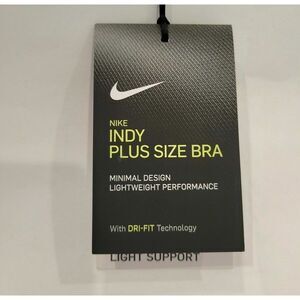 NIKE
INDY
PLUS SIZE BRA
MINIMAL DESIGN
LIGHTWEIGHT PERFORMANCE
With DRI-FIT Technology
LIGHT SUPPORT